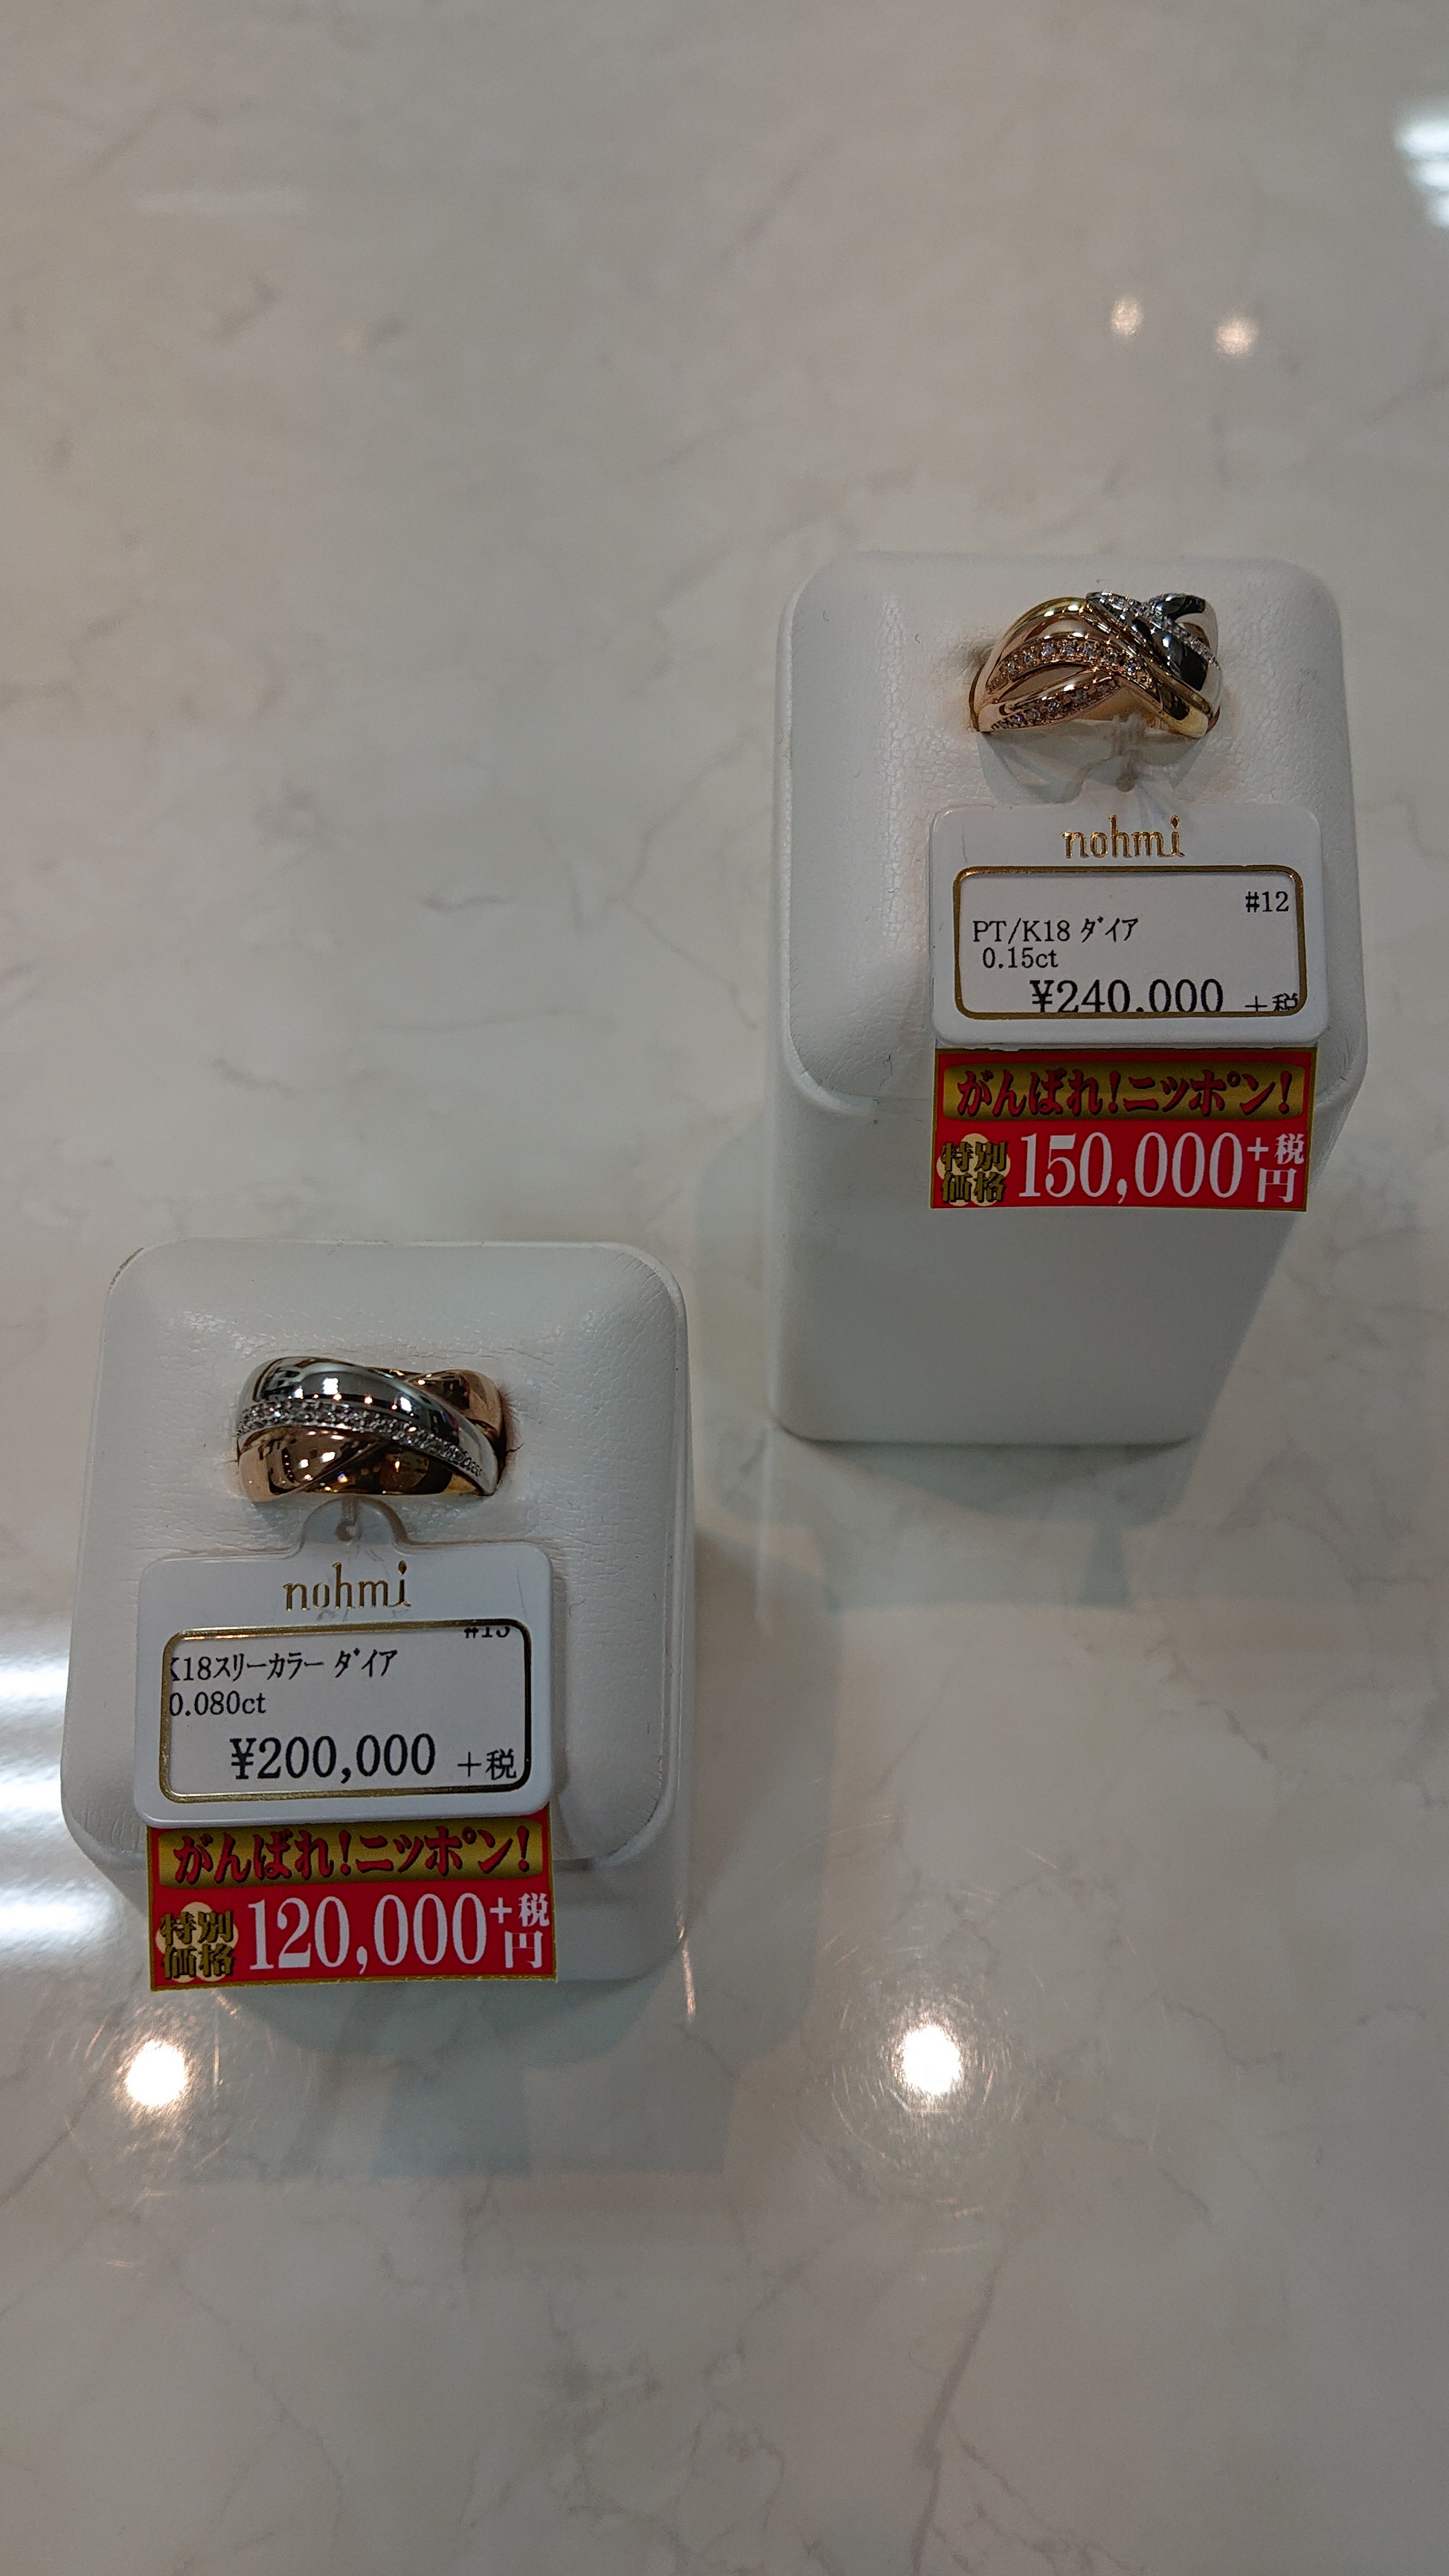 nohmi
#12
PT/K18 ダイア
0.15ct
¥240,000 +税
がんばれ!ニッポン!
特別価格 150,000+税円
nohmi
#13
K18スリーカラー ダイア
0.080ct
¥200,000 +税
がんばれ!ニッポン!
特別価格 120,000+税円